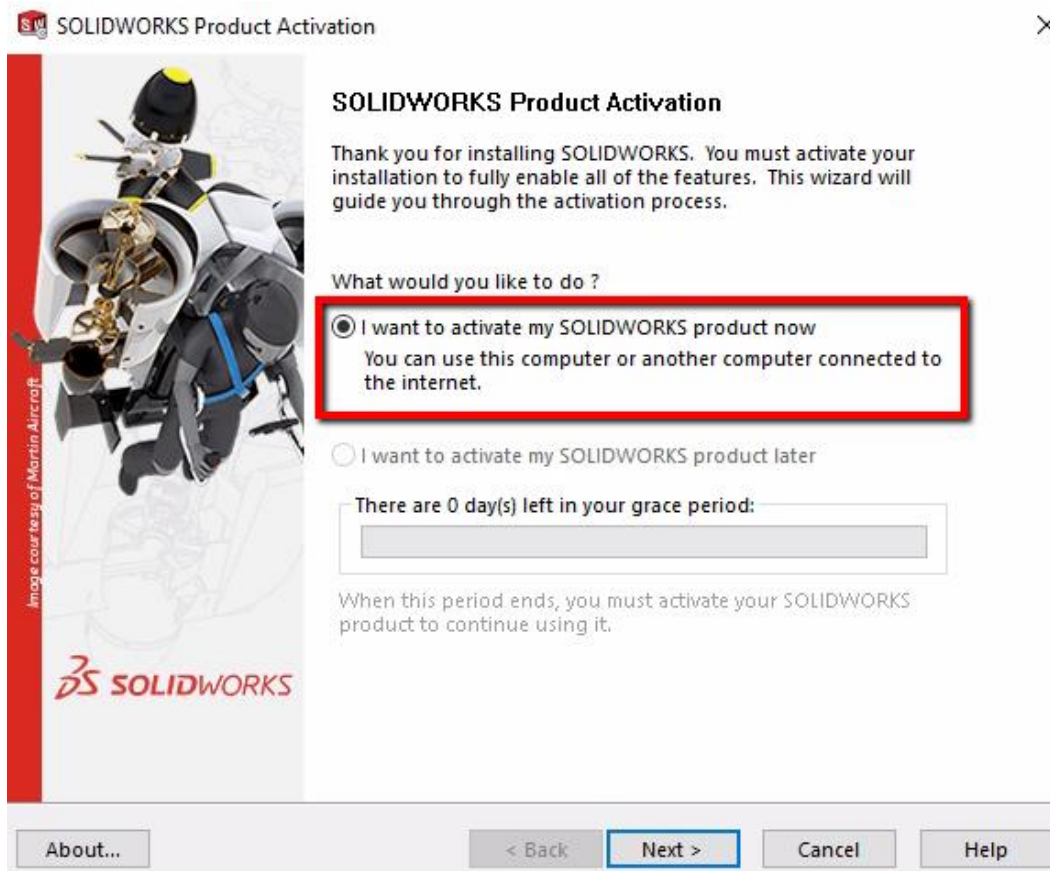 SOLIDWORKS Product Activation
SOLIDWORKS Product Activation
Thank you for installing SOLIDWORKS. You must activate your
installation to fully enable all of the features. This wizard will
guide you through the activation process.
What would you like to do ?
I want to activate my SOLIDWORKS product now
You can use this computer or another computer connected to
the internet.
I want to activate my SOLIDWORKS product later
There are 0 day(s) left in your grace period:
When this period ends, you must activate your SOLIDWORKS
product to continue using it.
Image courtesy of Martin Aircraft
SOLIDWORKS
About...
< Back
Next >
Cancel
Help